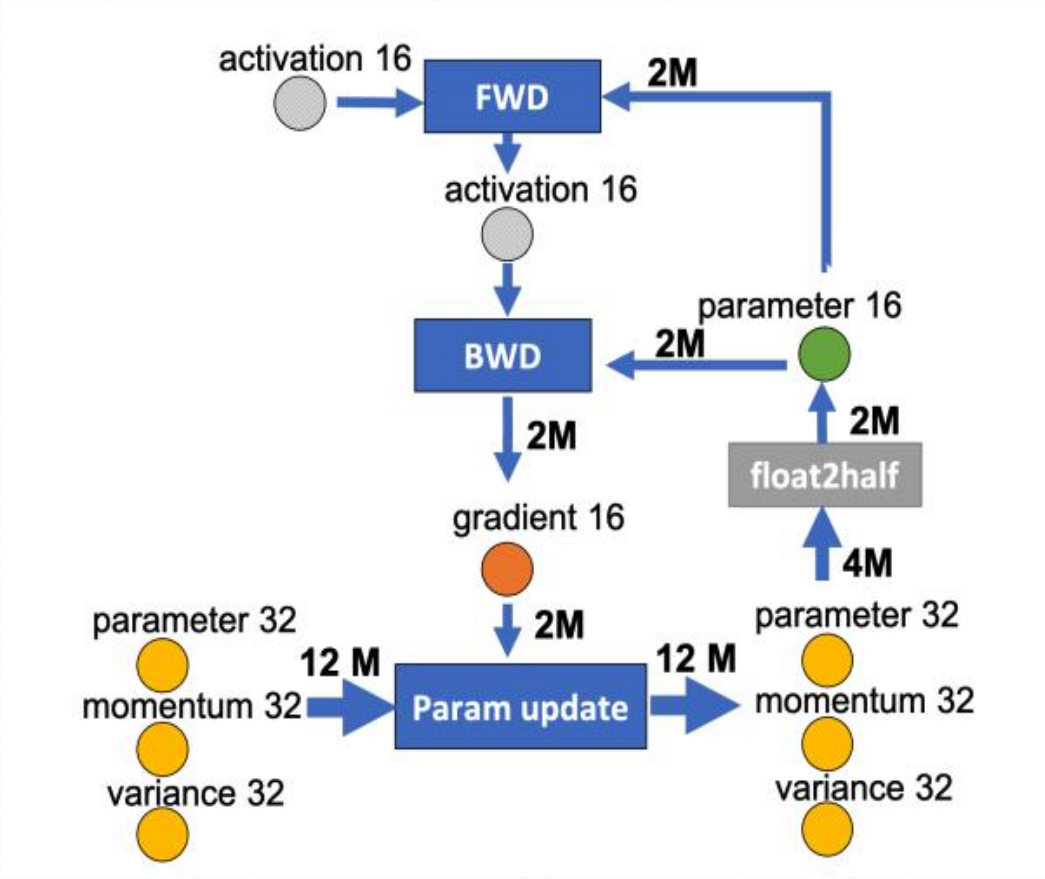 activation 16
FWD
2M
activation 16
parameter 16
BWD
2M
2M
2M
float2half
gradient 16
4M
2M
parameter 32
momentum 32
variance 32
12 M
Param update
12 M
parameter 32
momentum 32
variance 32